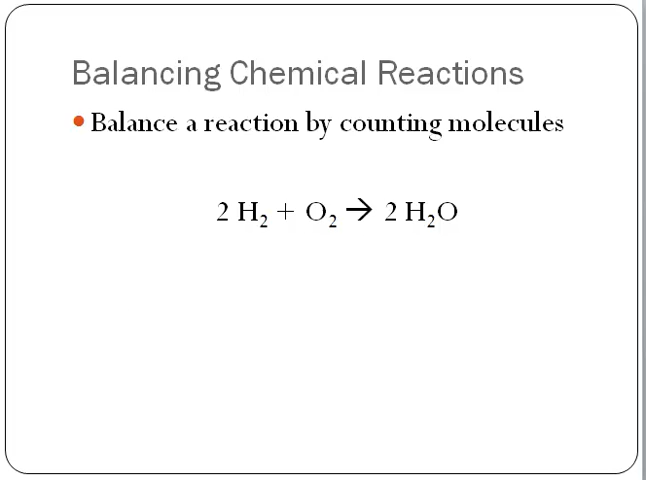 Balancing Chemical Reactions
• Balance a reaction by counting molecules
2 H₂ + O₂ → 2 H₂O